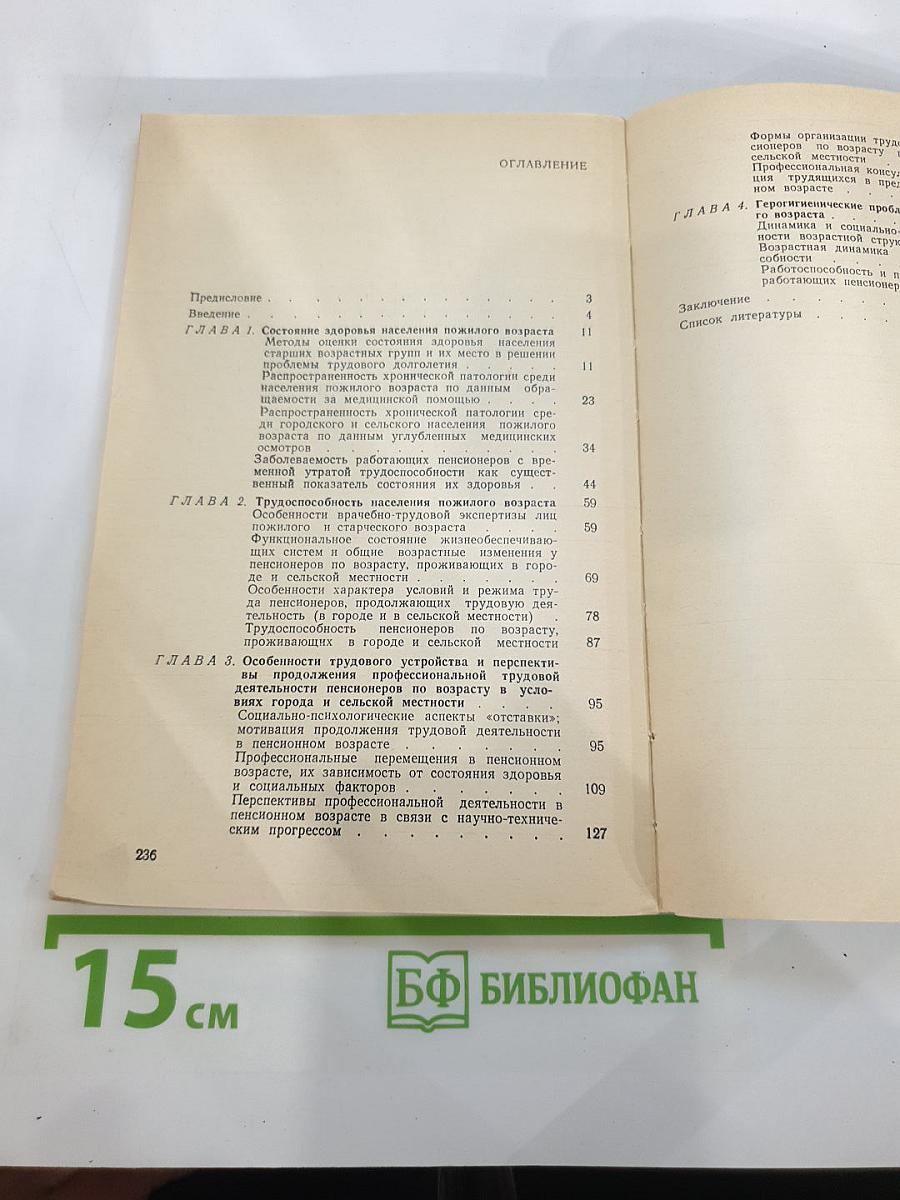 ОГЛАВЛЕНИЕ
Предисловие . . . . . . . . . . . . . . 3
Введение . . . . . . . . . . . . . . . 4
ГЛАВА 1. Состояние здоровья населения пожилого возраста 11
Методы оценки состояния здоровья населения
старших возрастных групп и их место в решении
проблемы трудового долголетия . . . . . 11
Распространенность хронической патологии среди
населения пожилого возраста по данным обра-
щаемости за медицинской помощью . . . . 23
Распространенность хронической патологии сре-
ди городского и сельского населения пожилого
возраста по данным углубленных медицинских
осмотров . . . . . . . . . . . . . 34
Заболеваемость работающих пенсионеров с вре-
менной утратой трудоспособности как сущест-
венный показатель состояния их здоровья . . 44
ГЛАВА 2. Трудоспособность населения пожилого возраста 59
Особенности врачебно-трудовой экспертизы лиц
пожилого и старческого возраста . . . . 59
Функциональное состояние жизнеобеспечиваю-
щих систем и общие возрастные изменения у
пенсионеров по возрасту, проживающих в горо-
де и сельской местности . . . . . . . 69
Особенности характера условий и режима тру-
да пенсионеров, продолжающих трудовую дея-
тельность (в городе и в сельской местности) . 78
Трудоспособность пенсионеров по возрасту,
проживающих в городе и сельской местности 87
ГЛАВА 3. Особенности трудового устройства и перспекти-
вы продолжения профессиональной трудовой
деятельности пенсионеров по возрасту в усло-
виях города и сельской местности . . . . 95
Социально-психологические аспекты «отставки»;
мотивация продолжения трудовой деятельности
в пенсионном возрасте . . . . . . . 95
Профессиональные перемещения в пенсионном
возрасте, их зависимость от состояния здоровья
и социальных факторов . . . . . . . 109
Перспективы профессиональной деятельности в
пенсионном возрасте в связи с научно-техниче-
ским прогрессом . . . . . . . . . 127
236
Формы организации трудо
сионеров по возрасту
сельской местности .
Профессиональная консул
ция трудящихся в пред
ном возрасте . . .
ГЛАВА 4. Герогигиенические пробл
го возраста . . . .
Динамика и социально-
ности возрастной струк
Возрастная динамика
собности . . . .
Работоспособность и п
работающих пенсионер
Заключение . . . . . .
Список литературы . . . .
15 см
БФ БИБЛИОФАН